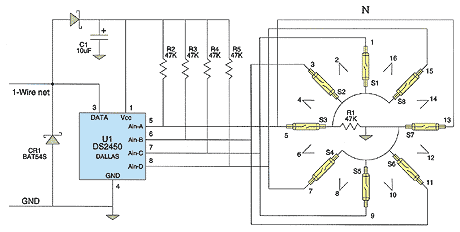 N
C1
10uF
+
R2
47K
R3
47K
R4
47K
R5
47K
1-Wire net
3
1
DATA
Vcc
U1
DS2450
DALLAS
Ain-A
Ain-B
Ain-C
Ain-D
GND
5
6
7
8
4
CR1
BAT54S
GND
1
2
16
3
15
4
14
5
13
6
12
7
11
8
10
9
S1
S2
S8
S3
S7
S4
S6
S5
R1
47K